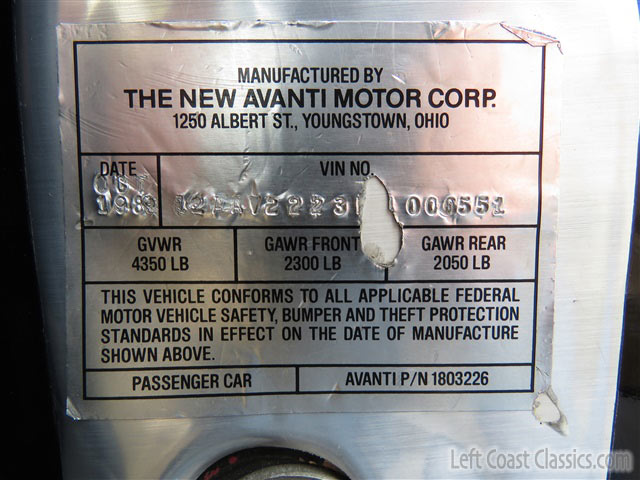 MANUFACTURED BY
THE NEW AVANTI MOTOR CORP.
1250 ALBERT ST., YOUNGSTOWN, OHIO
DATE VIN NO.
OCT
198 2223 006551
GVWR GAWR FRONT GAWR REAR
4350 LB 2300 LB 2050 LB
THIS VEHICLE CONFORMS TO ALL APPLICABLE FEDERAL
MOTOR VEHICLE SAFETY, BUMPER AND THEFT PROTECTION
STANDARDS IN EFFECT ON THE DATE OF MANUFACTURE
SHOWN ABOVE.
PASSENGER CAR AVANTI P/N 1803226
Left Coast Classics.com